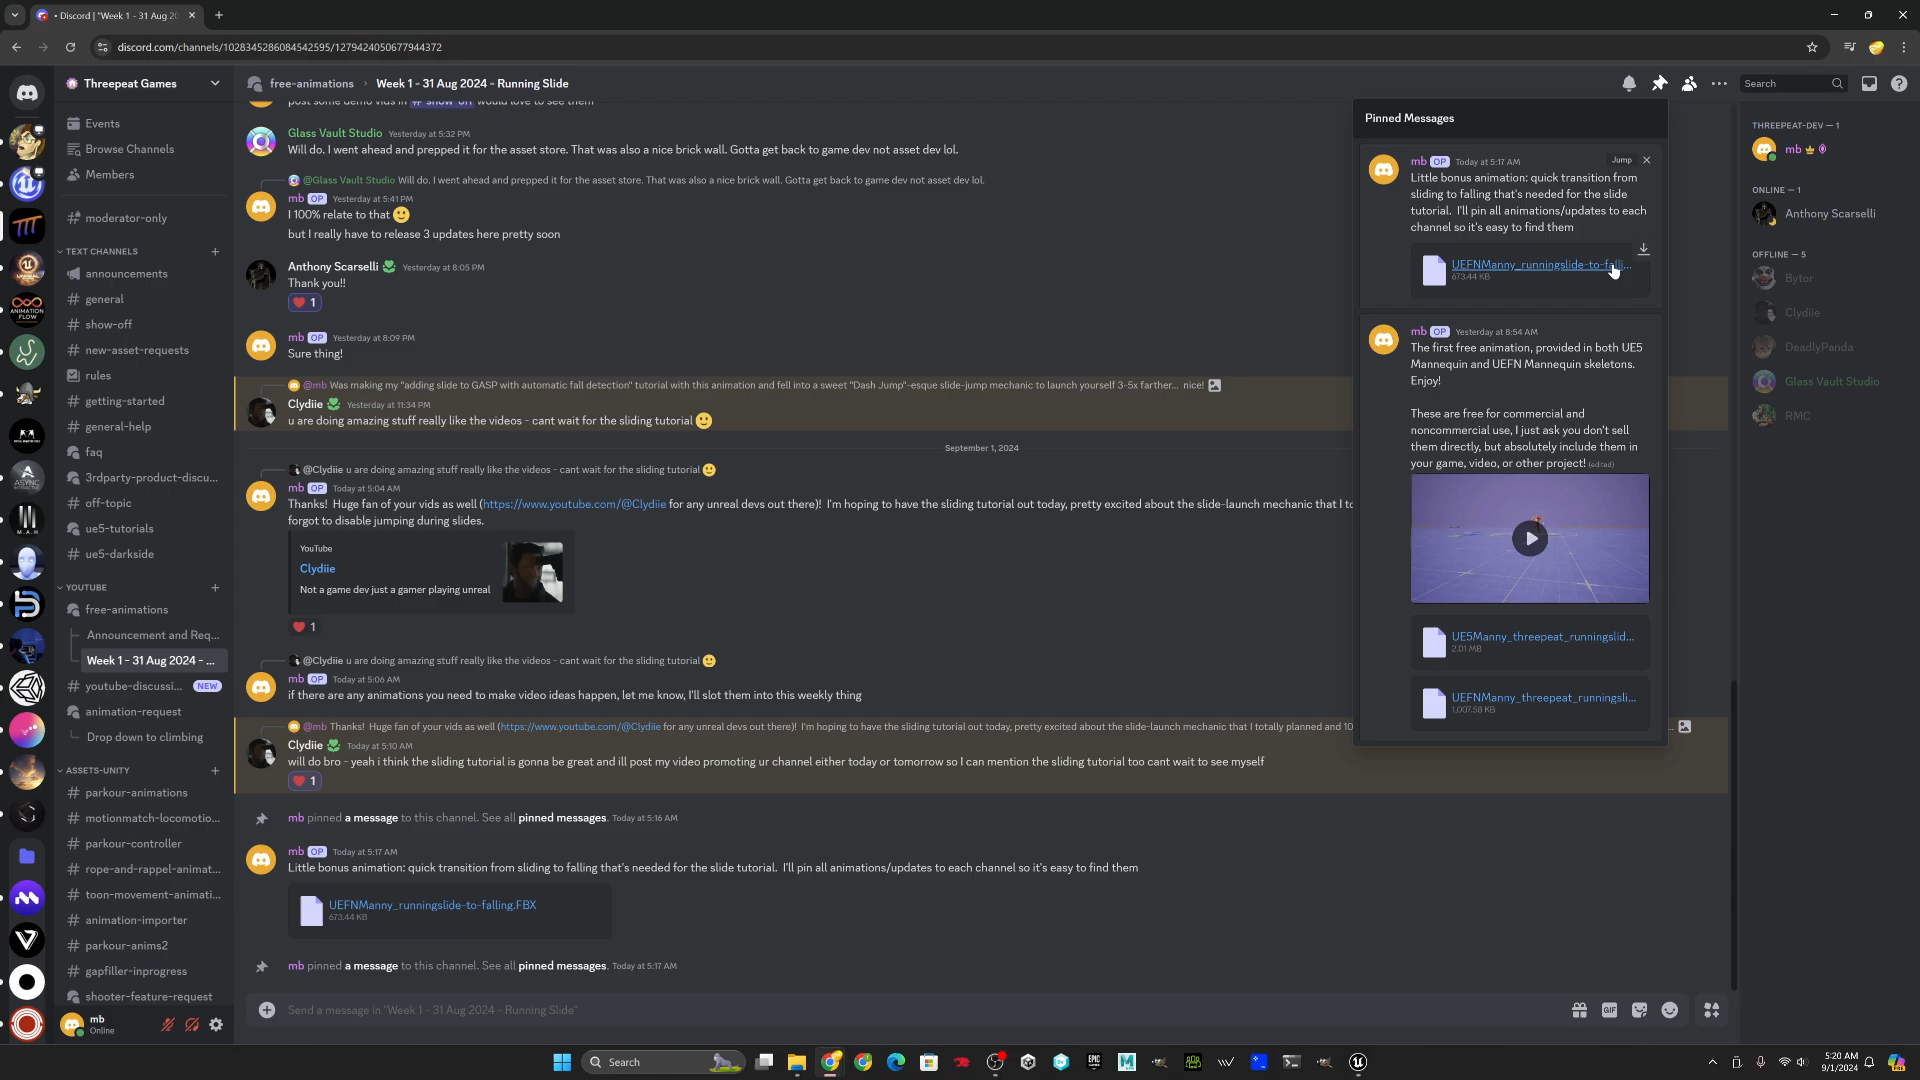 • Discord | "Week 1 - 31 Aug 20
discord.com/channels/1028345286084542595/1279424050677944372
Threepeat Games
Events
Browse Channels
Members
moderator-only
TEXT CHANNELS
announcements
general
show-off
new-asset-requests
rules
getting-started
general-help
faq
3rdparty-product-discu...
off-topic
ue5-tutorials
ue5-darkside
YOUTUBE
free-animations
Announcement and Req...
Week 1 - 31 Aug 2024 - ...
youtube-discussi... NEW
animation-request
Drop down to climbing
ASSETS-UNITY
parkour-animations
motionmatch-locomotio...
parkour-controller
rope-and-rappel-animat...
toon-movement-animati...
animation-importer
parkour-anims2
gapfiller-inprogress
shooter-feature-request
mb
Online
free-animations › Week 1 - 31 Aug 2024 - Running Slide
Search
post some demo vids in # show-off would love to see them
Glass Vault Studio Yesterday at 5:32 PM
Will do. I went ahead and prepped it for the asset store. That was also a nice brick wall. Gotta get back to game dev not asset dev lol.
@Glass Vault Studio Will do. I went ahead and prepped it for the asset store. That was also a nice brick wall. Gotta get back to game dev not asset dev lol.
mb OP Yesterday at 5:41 PM
I 100% relate to that 🙂
but I really have to release 3 updates here pretty soon
Anthony Scarselli Yesterday at 8:05 PM
Thank you!!
❤️ 1
mb OP Yesterday at 8:09 PM
Sure thing!
@mb Was making my "adding slide to GASP with automatic fall detection" tutorial with this animation and fell into a sweet "Dash Jump"-esque slide-jump mechanic to launch yourself 3-5x farther... nice!
Clydiie Yesterday at 11:34 PM
u are doing amazing stuff really like the videos - cant wait for the sliding tutorial 🙂
September 1, 2024
@Clydiie u are doing amazing stuff really like the videos - cant wait for the sliding tutorial 🙂
mb OP Today at 5:04 AM
Thanks! Huge fan of your vids as well (https://www.youtube.com/@Clydiie for any unreal devs out there)! I'm hoping to have the sliding tutorial out today, pretty excited about the slide-launch mechanic that I to
forgot to disable jumping during slides.
YouTube
Clydiie
Not a game dev just a gamer playing unreal
❤️ 1
@Clydiie u are doing amazing stuff really like the videos - cant wait for the sliding tutorial 🙂
mb OP Today at 5:06 AM
if there are any animations you need to make video ideas happen, let me know, I'll slot them into this weekly thing
@mb Thanks! Huge fan of your vids as well (https://www.youtube.com/@Clydiie for any unreal devs out there)! I'm hoping to have the sliding tutorial out today, pretty excited about the slide-launch mechanic that I totally planned and 10
Clydiie Today at 5:10 AM
will do bro - yeah i think the sliding tutorial is gonna be great and ill post my video promoting ur channel either today or tomorrow so I can mention the sliding tutorial too cant wait to see myself
❤️ 1
mb pinned a message to this channel. See all pinned messages. Today at 5:16 AM
mb OP Today at 5:17 AM
Little bonus animation: quick transition from sliding to falling that's needed for the slide tutorial. I'll pin all animations/updates to each channel so it's easy to find them
UEFNManny_runningslide-to-falling.FBX
673.44 KB
mb pinned a message to this channel. See all pinned messages. Today at 5:17 AM
Send a message in "Week 1 - 31 Aug 2024 - Running Slide"
GIF
Pinned Messages
mb OP Today at 5:17 AM Jump
Little bonus animation: quick transition from
sliding to falling that's needed for the slide
tutorial. I'll pin all animations/updates to each
channel so it's easy to find them
UEFNManny_runningslide-to-falli...
673.44 KB
mb OP Yesterday at 8:54 AM
The first free animation, provided in both UE5
Mannequin and UEFN Mannequin skeletons.
Enjoy!
These are free for commercial and
noncommercial use, I just ask you don't sell
them directly, but absolutely include them in
your game, video, or other project! (edited)
UE5Manny_threepeat_runningslid...
2.01 MB
UEFNManny_threepeat_runningsli...
1,007.58 KB
THREEPEAT-DEV — 1
mb
ONLINE — 1
Anthony Scarselli
OFFLINE — 5
Bytor
Clydiie
DeadlyPanda
Glass Vault Studio
RMC
Search
5:20 AM
9/1/2024